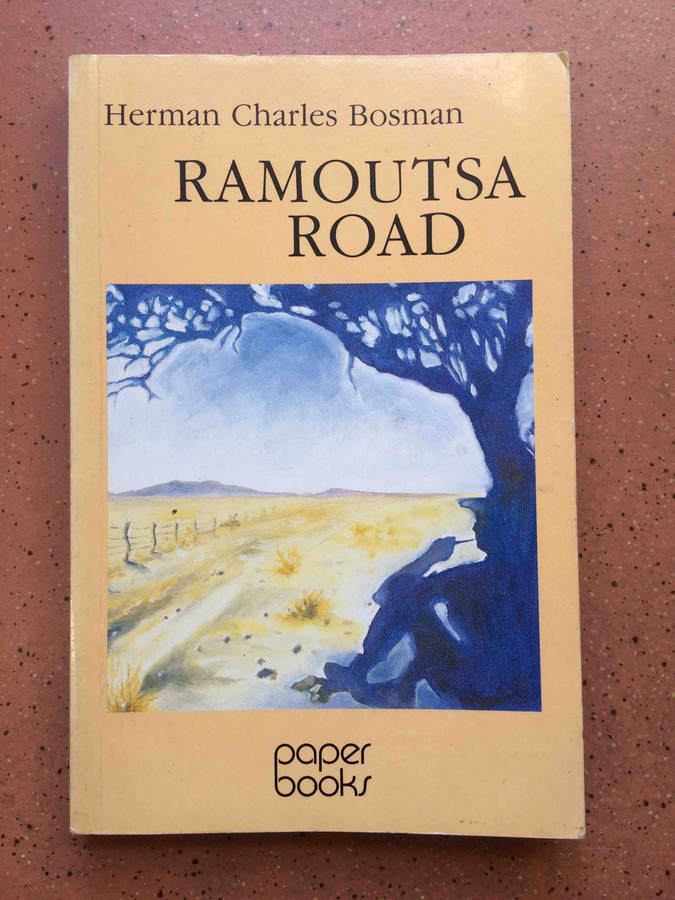 Herman Charles Bosman
RAMOUTSA
ROAD
paper
books